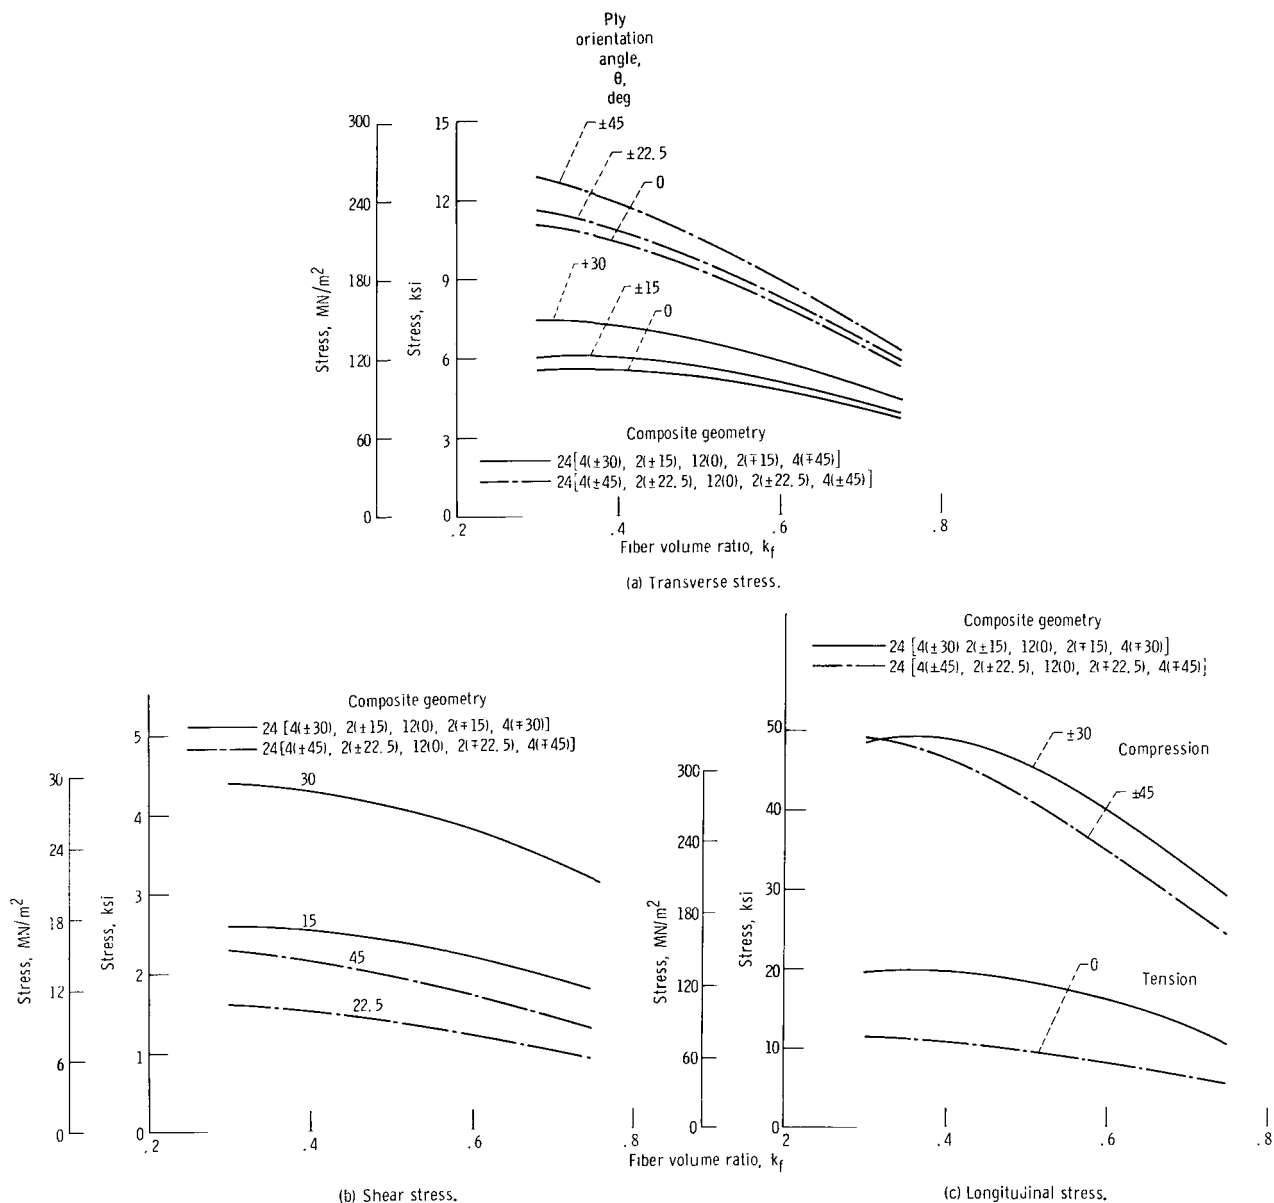 Ply
orientation
angle,
θ,
deg
±45
±22.5
0
∓30
±15
0
300
240
180
120
60
0
Stress, MN/m²
15
12
9
6
3
0
Stress, ksi
Composite geometry
24[4(±30), 2(±15), 12(0), 2(∓15), 4(∓45)]
24[4(±45), 2(±22.5), 12(0), 2(±22.5), 4(±45)]
.2
.4
.6
.8
Fiber volume ratio, kf
(a) Transverse stress.
Composite geometry
24 [4(±30), 2(±15), 12(0), 2(∓15), 4(∓30)]
24[4(±45), 2(±22.5), 12(0), 2(∓22.5), 4(∓45)]
30
24
18
12
6
0
Stress, MN/m²
5
4
3
2
1
0
Stress, ksi
30
15
45
22.5
.2
.4
.6
.8
(b) Shear stress.
Composite geometry
24 [4(±30) 2(±15), 12(0), 2(∓15), 4(∓30)]
24 [4(±45), 2(±22.5), 12(0), 2(∓22.5), 4(∓45)]
300
240
180
120
60
0
Stress, MN/m²
50
40
30
20
10
0
Stress, ksi
±30
Compression
±45
0
Tension
2
.4
.6
.8
Fiber volume ratio, kf
(c) Longitudinal stress.